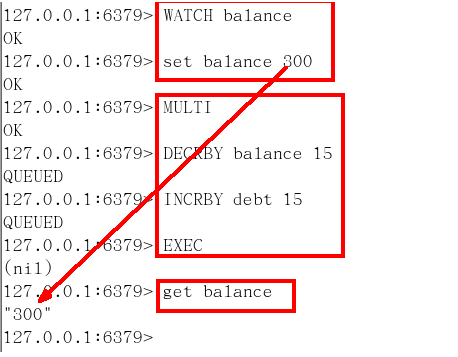 127.0.0.1:6379> WATCH balance
OK
127.0.0.1:6379> set balance 300
OK
127.0.0.1:6379> MULTI
OK
127.0.0.1:6379> DECRBY balance 15
QUEUED
127.0.0.1:6379> INCRBY debt 15
QUEUED
127.0.0.1:6379> EXEC
(nil)
127.0.0.1:6379> get balance
"300"
127.0.0.1:6379>